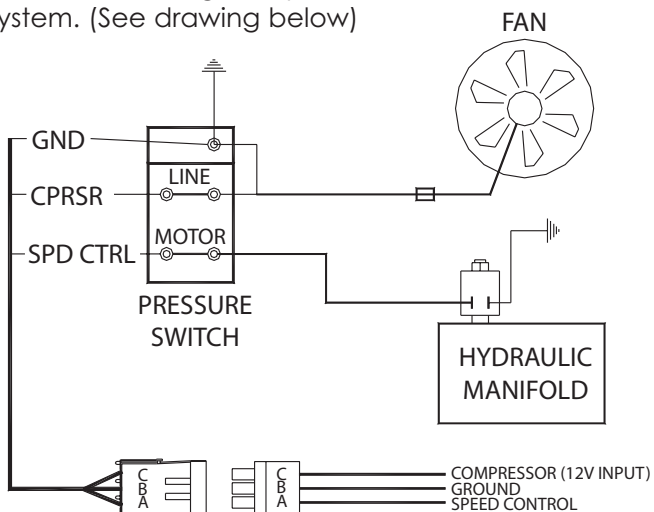 ystem. (See drawing below)
FAN
GND
LINE
CPRSR
MOTOR
SPD CTRL
PRESSURE
SWITCH
HYDRAULIC
MANIFOLD
C
B
A
C
B
A
COMPRESSOR (12V INPUT)
GROUND
SPEED CONTROL